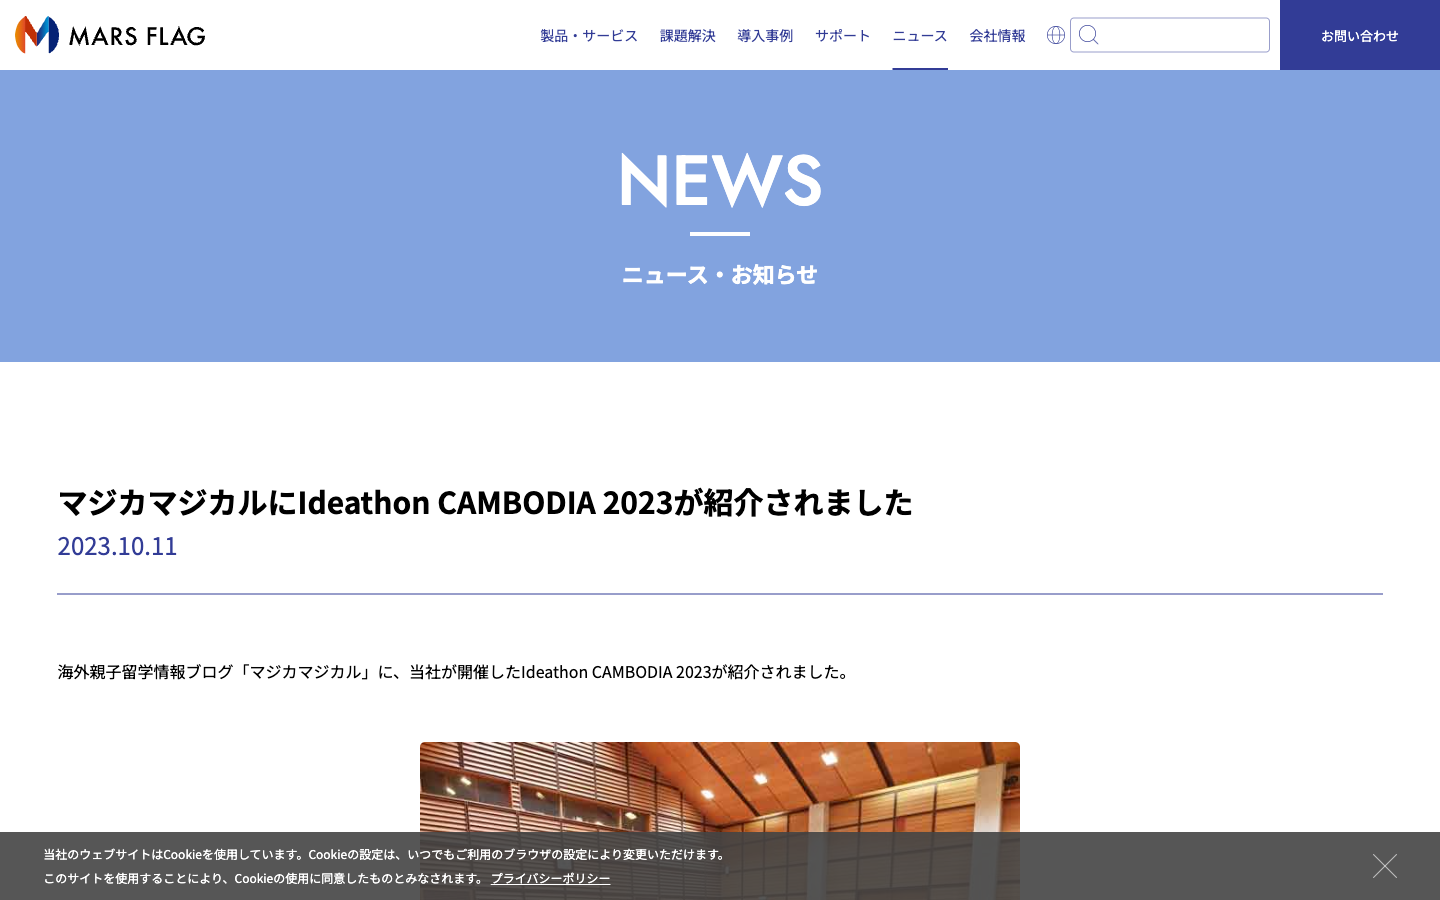 MARS FLAG
製品・サービス 課題解決 導入事例 サポート ニュース 会社情報 お問い合わせ
NEWS
ニュース・お知らせ
マジカマジカルにIdeathon CAMBODIA 2023が紹介されました
2023.10.11
海外親子留学情報ブログ「マジカマジカル」に、当社が開催したIdeathon CAMBODIA 2023が紹介されました。
当社のウェブサイトはCookieを使用しています。Cookieの設定は、いつでもご利用のブラウザの設定により変更いただけます。
このサイトを使用することにより、Cookieの使用に同意したものとみなされます。 プライバシーポリシー